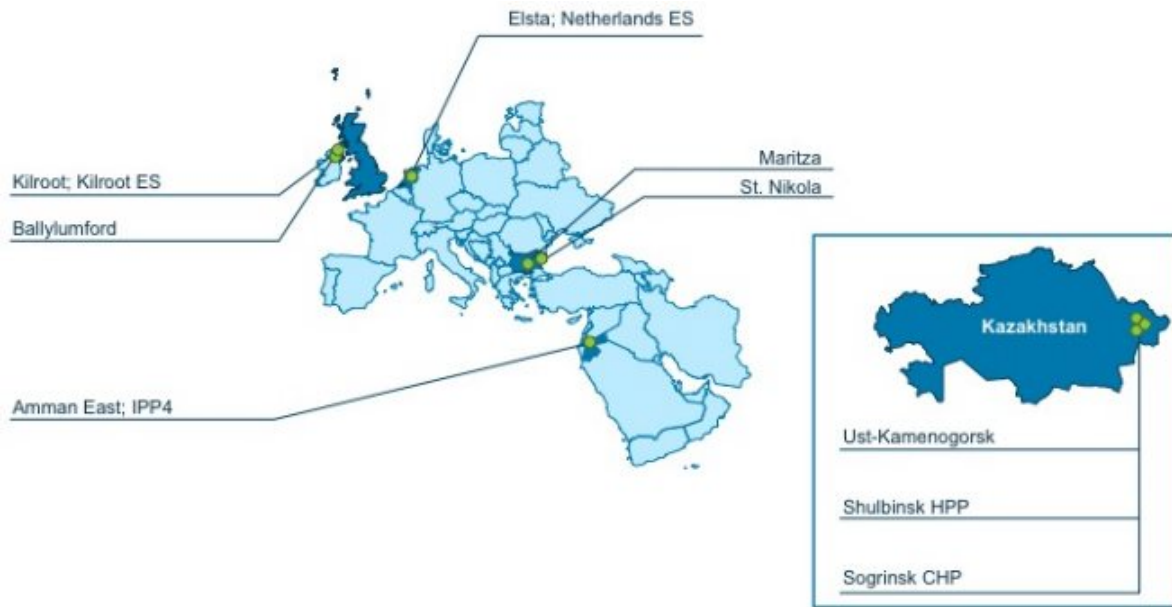 Elsta; Netherlands ES
Maritza
St. Nikola
Kilroot; Kilroot ES
Ballylumford
Amman East; IPP4
Kazakhstan
Ust-Kamenogorsk
Shulbinsk HPP
Sogrinsk CHP